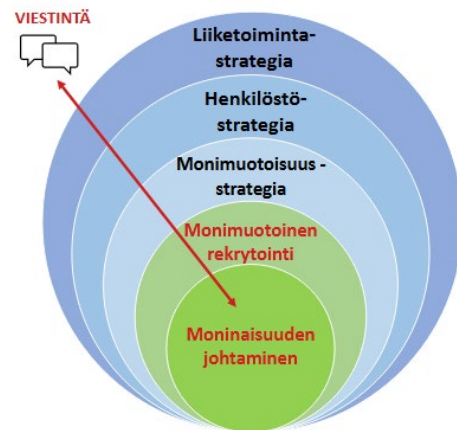 VIESTINTÄ
Liiketoiminta-
strategia
Henkilöstö-
strategia
Monimuotoisuus -
strategia
Monimuotoinen
rekrytointi
Moninaisuuden
johtaminen